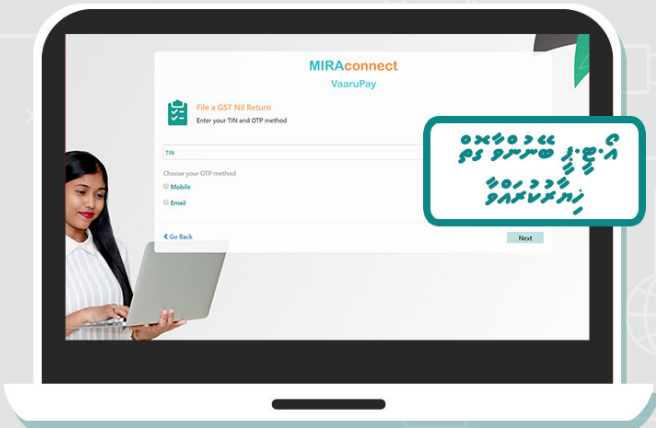 MIRAconnect
VaaruPay
File a GST Nil Return
Enter your TIN and OTP method
TIN
Choose your OTP method
Mobile
Email
Go Back
Next
އޯ.ޓީ.ޕީ ބޭނުންވާ ގޮތް
ޚިޔާރުކުރައްވާ